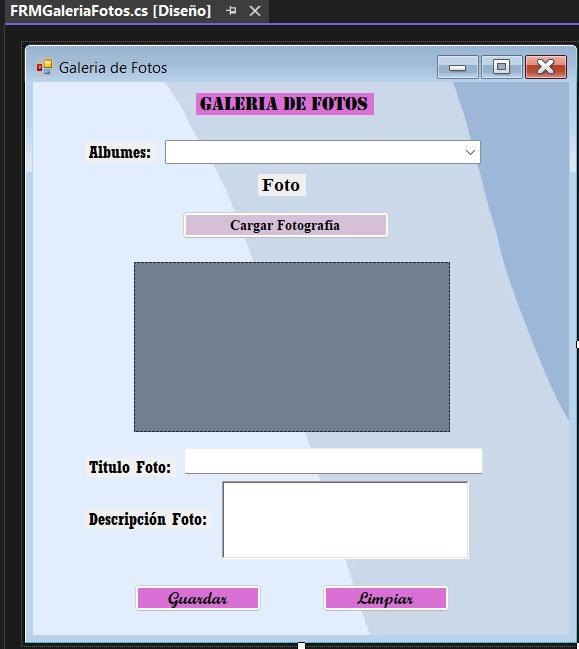 FRMGaleriaFotos.cs [Diseño]
Galeria de Fotos
GALERIA DE FOTOS
Albumes:
Foto
Cargar Fotografía
Titulo Foto:
Descripción Foto:
Guardar
Limpiar